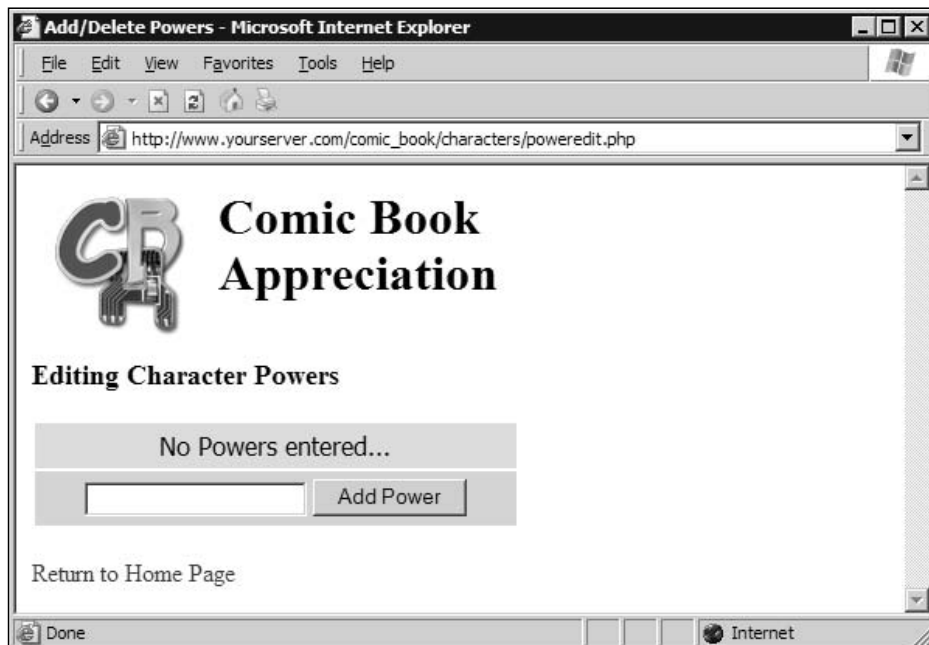 Add/Delete Powers - Microsoft Internet Explorer
File Edit View Favorites Tools Help
Address http://www.yourserver.com/comic_book/characters/poweredit.php
CBA
Comic Book
Appreciation
Editing Character Powers
No Powers entered...
Add Power
Return to Home Page
Done
Internet